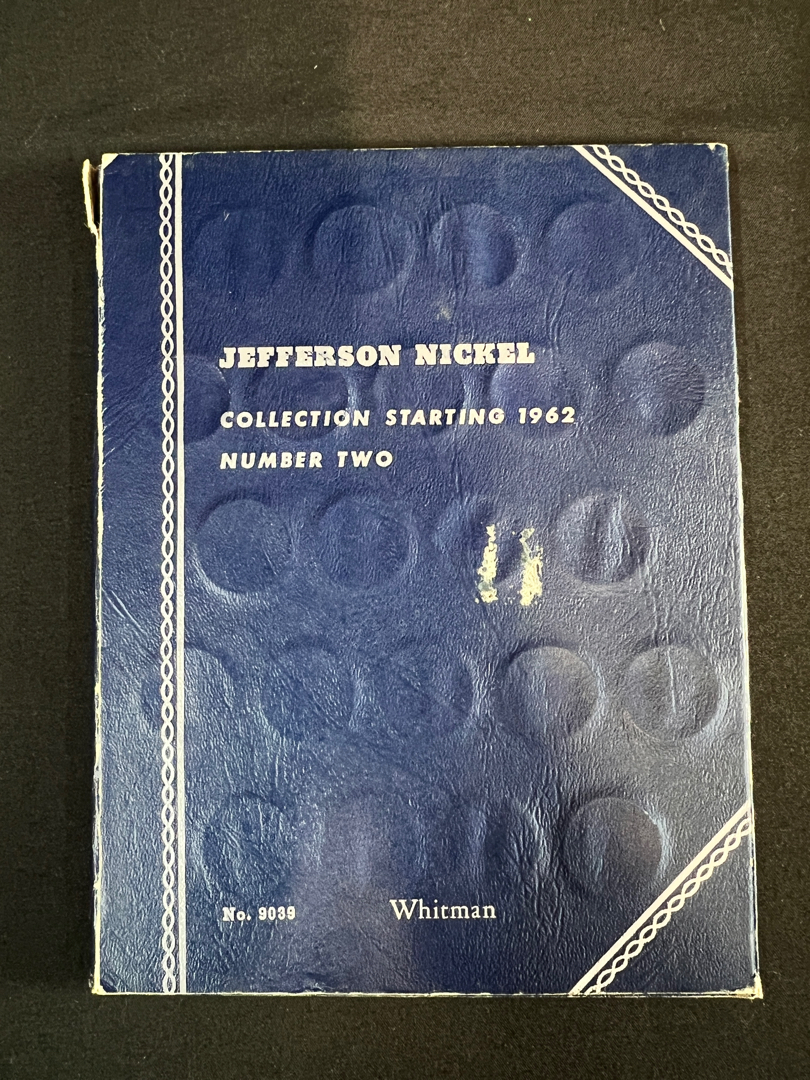 JEFFERSON NICKEL
COLLECTION STARTING 1962
NUMBER TWO
No. 9039
Whitman